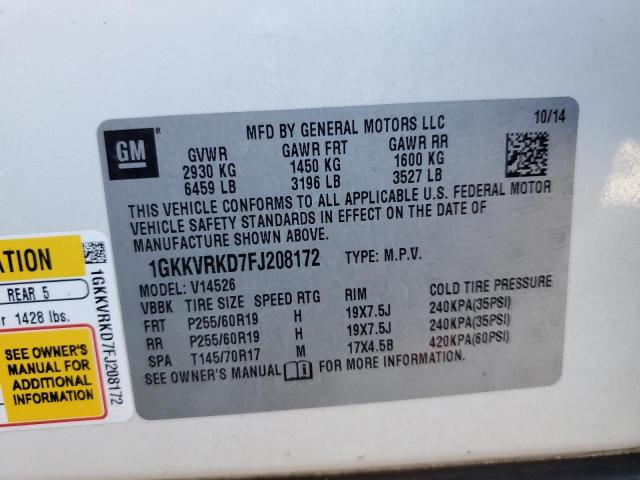 MFD BY GENERAL MOTORS LLC 10/14
GM
GVWR GAWR FRT GAWR RR
2930 KG 1450 KG 1600 KG
6459 LB 3196 LB 3527 LB
THIS VEHICLE CONFORMS TO ALL APPLICABLE U.S. FEDERAL MOTOR
VEHICLE SAFETY STANDARDS IN EFFECT ON THE DATE OF
MANUFACTURE SHOWN ABOVE.
1GKKVRKD7FJ208172 TYPE: M.P.V.
MODEL: V14526
VBBK TIRE SIZE SPEED RTG RIM COLD TIRE PRESSURE
FRT P255/60R19 H 19X7.5J 240KPA(35PSI)
RR P255/60R19 H 19X7.5J 240KPA(35PSI)
SPA T145/70R17 M 17X4.5B 420KPA(60PSI)
SEE OWNER'S MANUAL FOR MORE INFORMATION
REAR 5
1428 lbs.
SEE OWNER'S
MANUAL FOR
ADDITIONAL
INFORMATION
1GKKVRKD7FJ208172